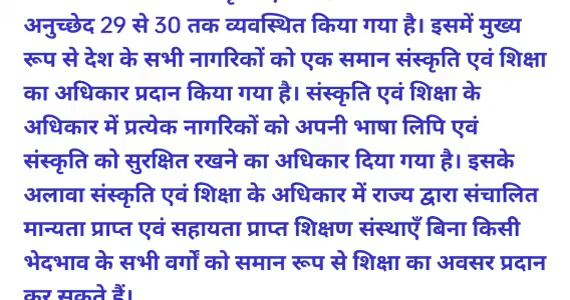 अनुच्छेद 29 से 30 तक व्यवस्थित किया गया है। इसमें मुख्य
रूप से देश के सभी नागरिकों को एक समान संस्कृति एवं शिक्षा
का अधिकार प्रदान किया गया है। संस्कृति एवं शिक्षा के
अधिकार में प्रत्येक नागरिकों को अपनी भाषा लिपि एवं
संस्कृति को सुरक्षित रखने का अधिकार दिया गया है। इसके
अलावा संस्कृति एवं शिक्षा के अधिकार में राज्य द्वारा संचालित
मान्यता प्राप्त एवं सहायता प्राप्त शिक्षण संस्थाएँ बिना किसी
भेदभाव के सभी वर्गों को समान रूप से शिक्षा का अवसर प्रदान
कर सकते हैं।